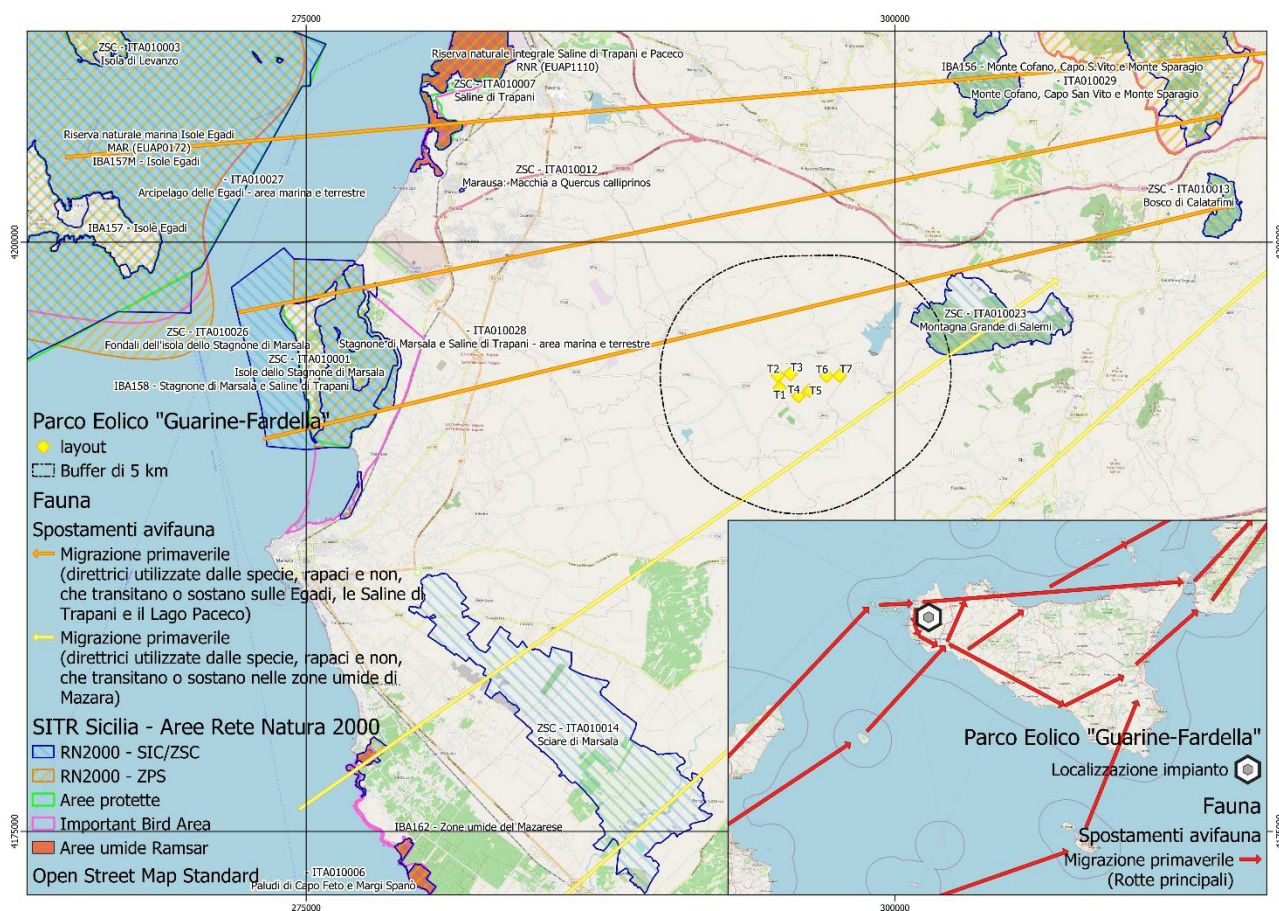 275000
300000
ZSC - ITA010003
Isola di Levanzo
Riserva naturale integrale Saline di Trapani e Paceco
RNR (EUAP1110)
ZSC - ITA010007
Saline di Trapani
IBA156 - Monte Cofano, Capo S.Vito e Monte Sparagio
- ITA010029
Monte Cofano, Capo San Vito e Monte Sparagio
Riserva naturale marina Isole Egadi
MAR (EUAP0172)
IBA157M - Isole Egadi
- ITA010027
Arcipelago delle Egadi - area marina e terrestre
ZSC - ITA010012
Marausa: Macchia a Quercus calliprinos
ZSC - ITA010013
Bosco di Calatafimi
IBA157 - Isole Egadi
4200000
4200000
ZSC - ITA010026
Fondali dell'isola dello Stagnone di Marsala
- ITA010028
Stagnone di Marsala e Saline di Trapani - area marina e terrestre
ZSC - ITA010001
Isole dello Stagnone di Marsala
IBA158 - Stagnone di Marsala e Saline di Trapani
ZSC - ITA010023
Montagna Grande di Salemi
T2
T3
T6
T7
T1
T4
T5
Parco Eolico "Guarine-Fardella"
layout
Buffer di 5 km
Fauna
Spostamenti avifauna
Migrazione primaverile
(direttrici utilizzate dalle specie, rapaci e non,
che transitano o sostano sulle Egadi, le Saline di
Trapani e il Lago Paceco)
Migrazione primaverile
(direttrici utilizzate dalle specie, rapaci e non,
che transitano o sostano nelle zone umide di
Mazara)
SITR Sicilia - Aree Rete Natura 2000
RN2000 - SIC/ZSC
RN2000 - ZPS
Aree protette
Important Bird Area
Aree umide Ramsar
Open Street Map Standard
Marsala
ZSC - ITA010014
Sciare di Marsala
IBA162 - Zone umide del Mazarese
- ITA010006
Paludi di Capo Feto e Margi Spanò
Parco Eolico "Guarine-Fardella"
Localizzazione impianto
Fauna
Spostamenti avifauna
Migrazione primaverile
(Rotte principali)
4175000
4175000
275000
300000